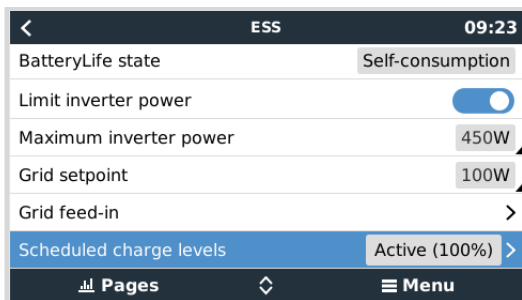 ESS 09:23
BatteryLife state Self-consumption
Limit inverter power
Maximum inverter power 450W
Grid setpoint 100W
Grid feed-in
Scheduled charge levels Active (100%)
Pages Menu